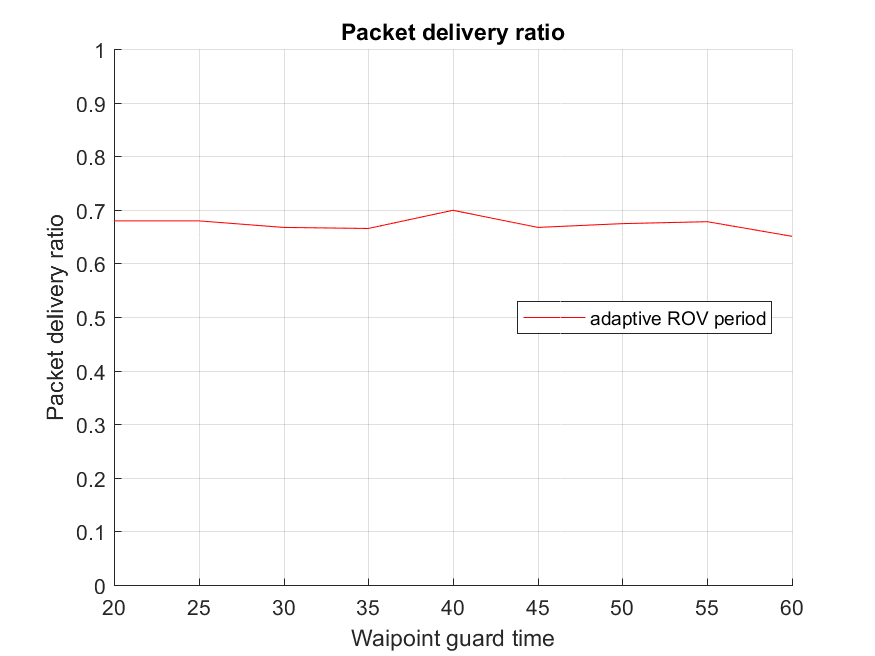 Packet delivery ratio
1
0.9
0.8
0.7
0.6
0.5
0.4
0.3
0.2
0.1
0
Packet delivery ratio
adaptive ROV period
20 25 30 35 40 45 50 55 60
Waipoint guard time